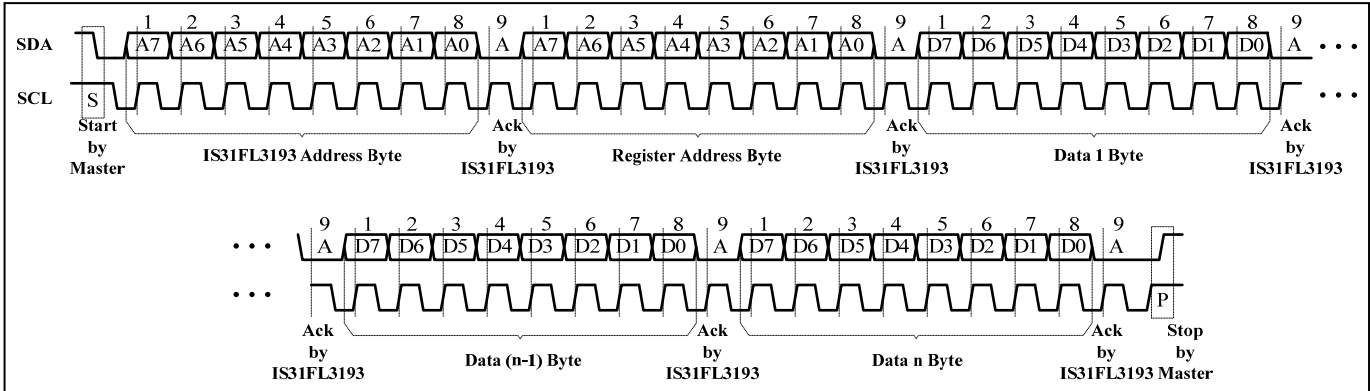 1 2 3 4 5 6 7 8 9 1 2 3 4 5 6 7 8 9 1 2 3 4 5 6 7 8 9
SDA A7 A6 A5 A4 A3 A2 A1 A0 A A7 A6 A5 A4 A3 A2 A1 A0 A D7 D6 D5 D4 D3 D2 D1 D0 A • • •
SCL S • • •
Start by Master
IS31FL3193 Address Byte
Ack by IS31FL3193
Register Address Byte
Ack by IS31FL3193
Data 1 Byte
Ack by IS31FL3193
9 1 2 3 4 5 6 7 8 9 1 2 3 4 5 6 7 8 9
• • • A D7 D6 D5 D4 D3 D2 D1 D0 A D7 D6 D5 D4 D3 D2 D1 D0 A
• • • P
Ack by IS31FL3193
Data (n-1) Byte
Ack by IS31FL3193
Data n Byte
Ack by IS31FL3193
Stop by Master